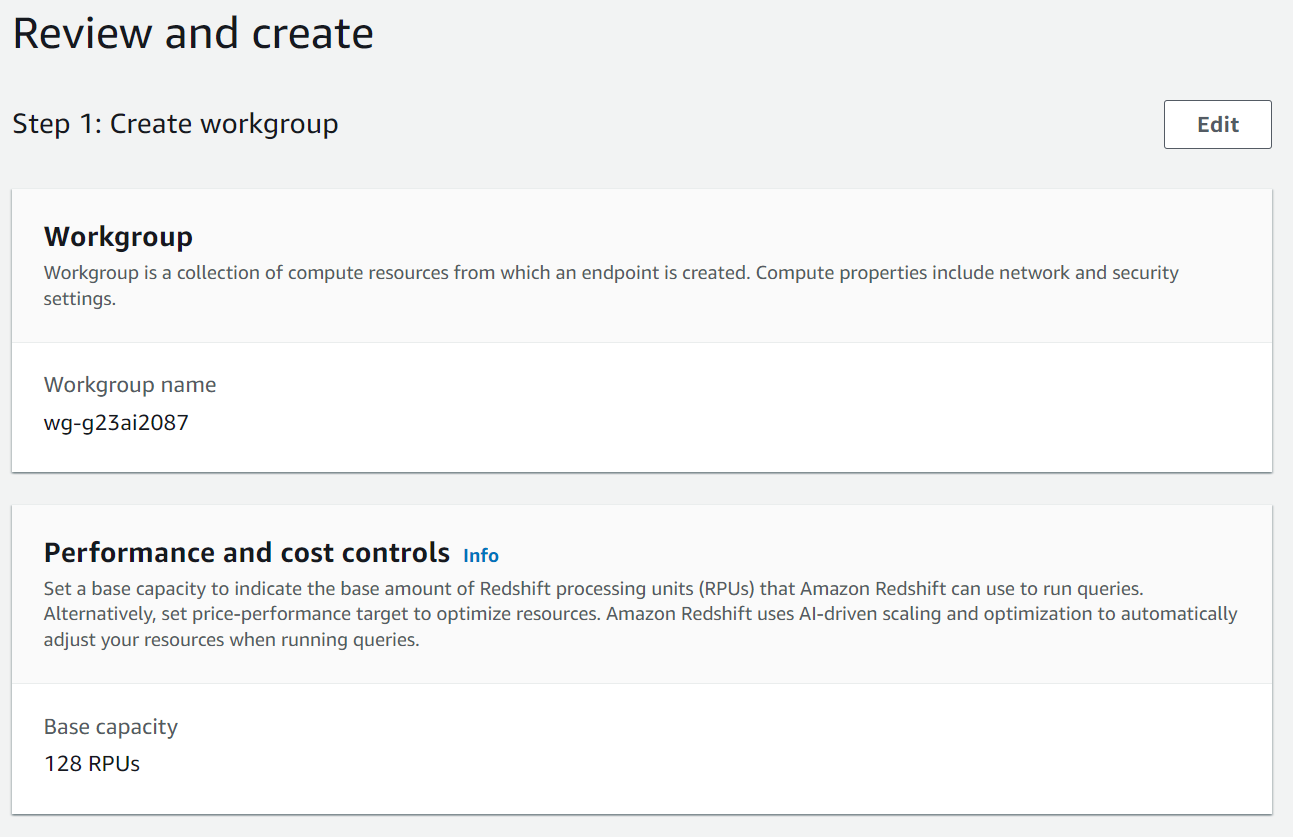 Review and create
Step 1: Create workgroup
Edit
Workgroup
Workgroup is a collection of compute resources from which an endpoint is created. Compute properties include network and security
settings.
Workgroup name
wg-g23ai2087
Performance and cost controls Info
Set a base capacity to indicate the base amount of Redshift processing units (RPUs) that Amazon Redshift can use to run queries.
Alternatively, set price-performance target to optimize resources. Amazon Redshift uses AI-driven scaling and optimization to automatically
adjust your resources when running queries.
Base capacity
128 RPUs